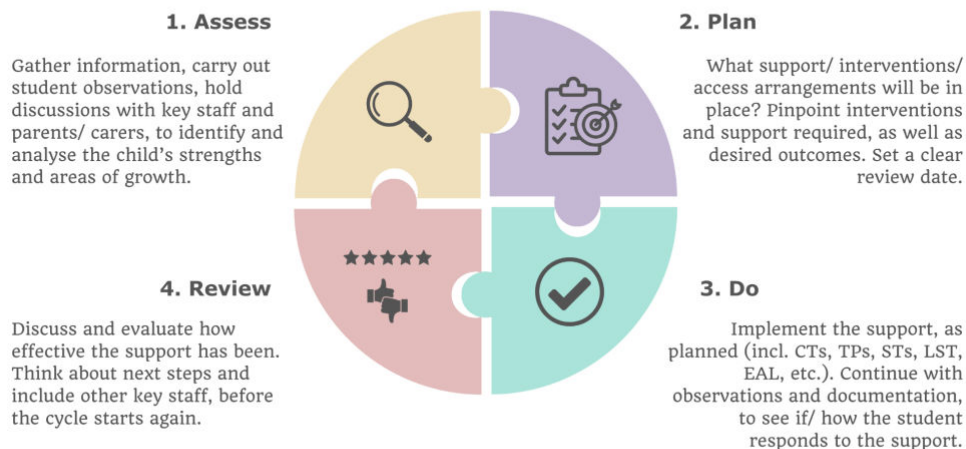 1. Assess
Gather information, carry out
student observations, hold
discussions with key staff and
parents/ carers, to identify and
analyse the child's strengths
and areas of growth.
2. Plan
What support/ interventions/
access arrangements will be in
place? Pinpoint interventions
and support required, as well as
desired outcomes. Set a clear
review date.
3. Do
Implement the support, as
planned (incl. CTs, TPs, STs, LST,
EAL, etc.). Continue with
observations and documentation,
to see if/ how the student
responds to the support.
4. Review
Discuss and evaluate how
effective the support has been.
Think about next steps and
include other key staff, before
the cycle starts again.